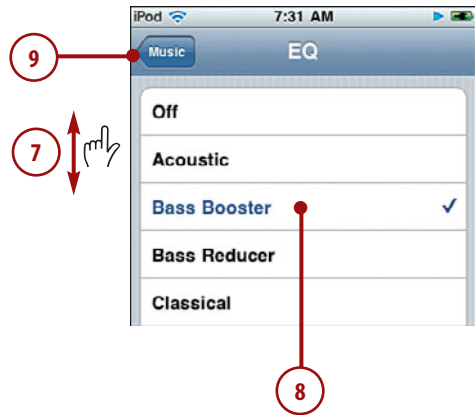 iPod 7:31 AM
9
Music EQ
Off
7
Acoustic
Bass Booster
Bass Reducer
Classical
8